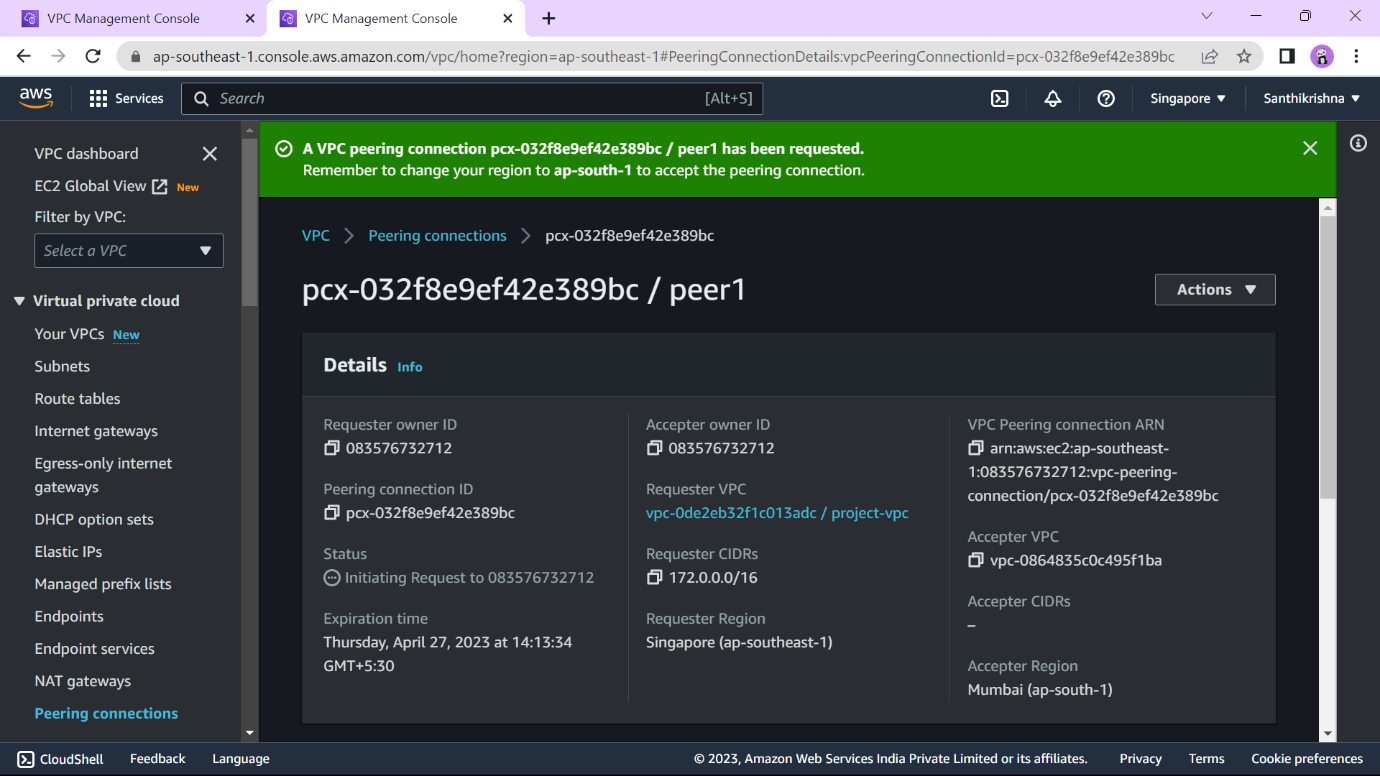 VPC Management Console
VPC Management Console
ap-southeast-1.console.aws.amazon.com/vpc/home?region=ap-southeast-1#PeeringConnectionDetails:vpcPeeringConnectionId=pcx-032f8e9ef42e389bc
aws
Services
Search
[Alt+S]
Singapore
Santhikrishna
VPC dashboard
EC2 Global View New
Filter by VPC:
Select a VPC
Virtual private cloud
Your VPCs New
Subnets
Route tables
Internet gateways
Egress-only internet
gateways
DHCP option sets
Elastic IPs
Managed prefix lists
Endpoints
Endpoint services
NAT gateways
Peering connections
A VPC peering connection pcx-032f8e9ef42e389bc / peer1 has been requested.
Remember to change your region to ap-south-1 to accept the peering connection.
VPC
Peering connections
pcx-032f8e9ef42e389bc
pcx-032f8e9ef42e389bc / peer1
Actions
Details Info
Requester owner ID
083576732712
Peering connection ID
pcx-032f8e9ef42e389bc
Status
Initiating Request to 083576732712
Expiration time
Thursday, April 27, 2023 at 14:13:34
GMT+5:30
Accepter owner ID
083576732712
Requester VPC
vpc-0de2eb32f1c013adc / project-vpc
Requester CIDRs
172.0.0.0/16
Requester Region
Singapore (ap-southeast-1)
VPC Peering connection ARN
arn:aws:ec2:ap-southeast-
1:083576732712:vpc-peering-
connection/pcx-032f8e9ef42e389bc
Accepter VPC
vpc-0864835c0c495f1ba
Accepter CIDRs
–
Accepter Region
Mumbai (ap-south-1)
CloudShell
Feedback
Language
© 2023, Amazon Web Services India Private Limited or its affiliates.
Privacy
Terms
Cookie preferences